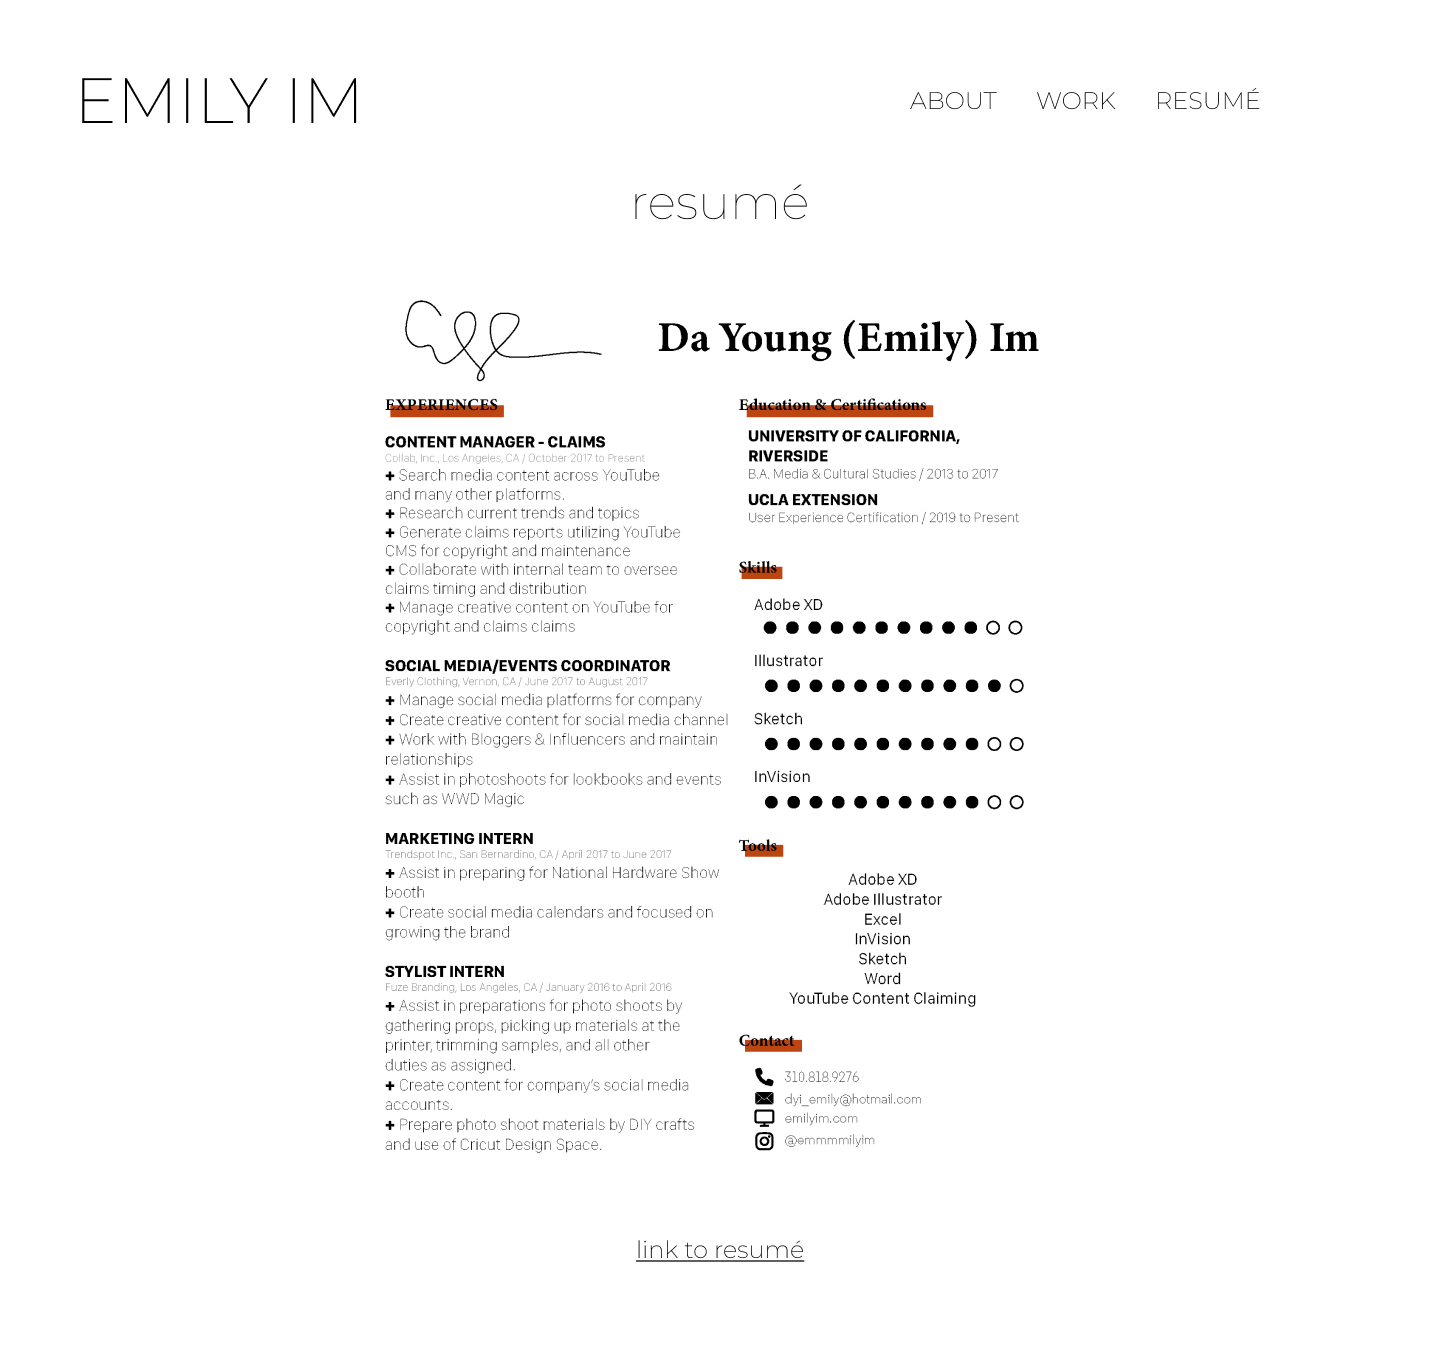 EMILY IM
ABOUT WORK RESUMÉ
resumé
Da Young (Emily) Im
EXPERIENCES
CONTENT MANAGER - CLAIMS
Collab, Inc., Los Angeles, CA / October 2017 to Present
+ Search media content across YouTube
and many other platforms.
+ Research current trends and topics
+ Generate claims reports utilizing YouTube
CMS for copyright and maintenance
+ Collaborate with internal team to oversee
claims timing and distribution
+ Manage creative content on YouTube for
copyright and claims claims
SOCIAL MEDIA/EVENTS COORDINATOR
Everly Clothing, Vernon, CA / June 2017 to August 2017
+ Manage social media platforms for company
+ Create creative content for social media channel
+ Work with Bloggers & Influencers and maintain
relationships
+ Assist in photoshoots for lookbooks and events
such as WWD Magic
MARKETING INTERN
Trendspot Inc., San Bernardino, CA / April 2017 to June 2017
+ Assist in preparing for National Hardware Show
booth
+ Create social media calendars and focused on
growing the brand
STYLIST INTERN
Fuze Branding, Los Angeles, CA / January 2016 to April 2016
+ Assist in preparations for photo shoots by
gathering props, picking up materials at the
printer, trimming samples, and all other
duties as assigned.
+ Create content for company's social media
accounts.
+ Prepare photo shoot materials by DIY crafts
and use of Cricut Design Space.
Education & Certifications
UNIVERSITY OF CALIFORNIA,
RIVERSIDE
B.A. Media & Cultural Studies / 2013 to 2017
UCLA EXTENSION
User Experience Certification / 2019 to Present
Skills
Adobe XD
Illustrator
Sketch
InVision
Tools
Adobe XD
Adobe Illustrator
Excel
InVision
Sketch
Word
YouTube Content Claiming
Contact
310.818.9276
dyi_emily@hotmail.com
emilyim.com
@emmmmilyim
link to resumé